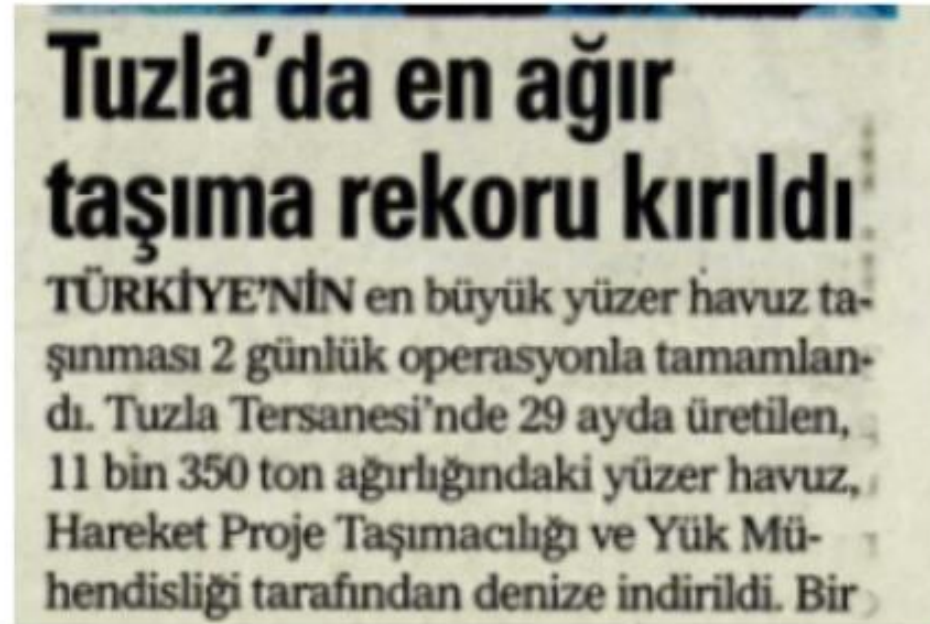 Tuzla'da en ağır
taşıma rekoru kırıldı
TÜRKİYE'NİN en büyük yüzer havuz ta-
şınması 2 günlük operasyonla tamamlan-
dı. Tuzla Tersanesi'nde 29 ayda üretilen,
11 bin 350 ton ağırlığındaki yüzer havuz,
Hareket Proje Taşımacılığı ve Yük Mü-
hendisliği tarafından denize indirildi. Bir